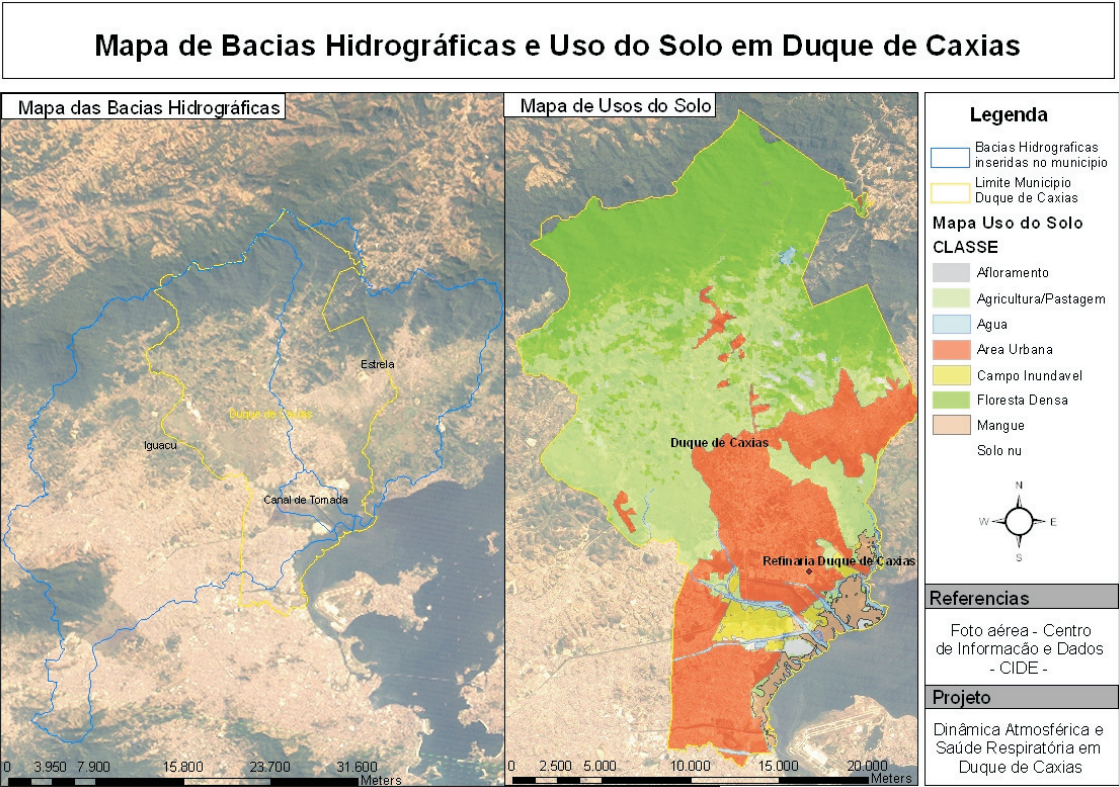 Mapa de Bacias Hidrográficas e Uso do Solo em Duque de Caxias
Mapa das Bacias Hidrográficas
Estrela
Duque de Caxias
Iguacu
Canal de Tomada
0 3.950 7.900 15.800 23.700 31.600
Meters
Mapa de Usos do Solo
Duque de Caxias
Refinaria Duque de Caxias
0 2.500 5.000 10.000 15.000 20.000
Meters
Legenda
Bacias Hidrograficas
inseridas no municipio
Limite Municipio
Duque de Caxias
Mapa Uso do Solo
CLASSE
Afloramento
Agricultura/Pastagem
Agua
Area Urbana
Campo Inundavel
Floresta Densa
Mangue
Solo nu
N
W E
S
Referencias
Foto aérea - Centro
de Informacão e Dados
- CIDE -
Projeto
Dinâmica Atmosférica e
Saúde Respiratória em
Duque de Caxias